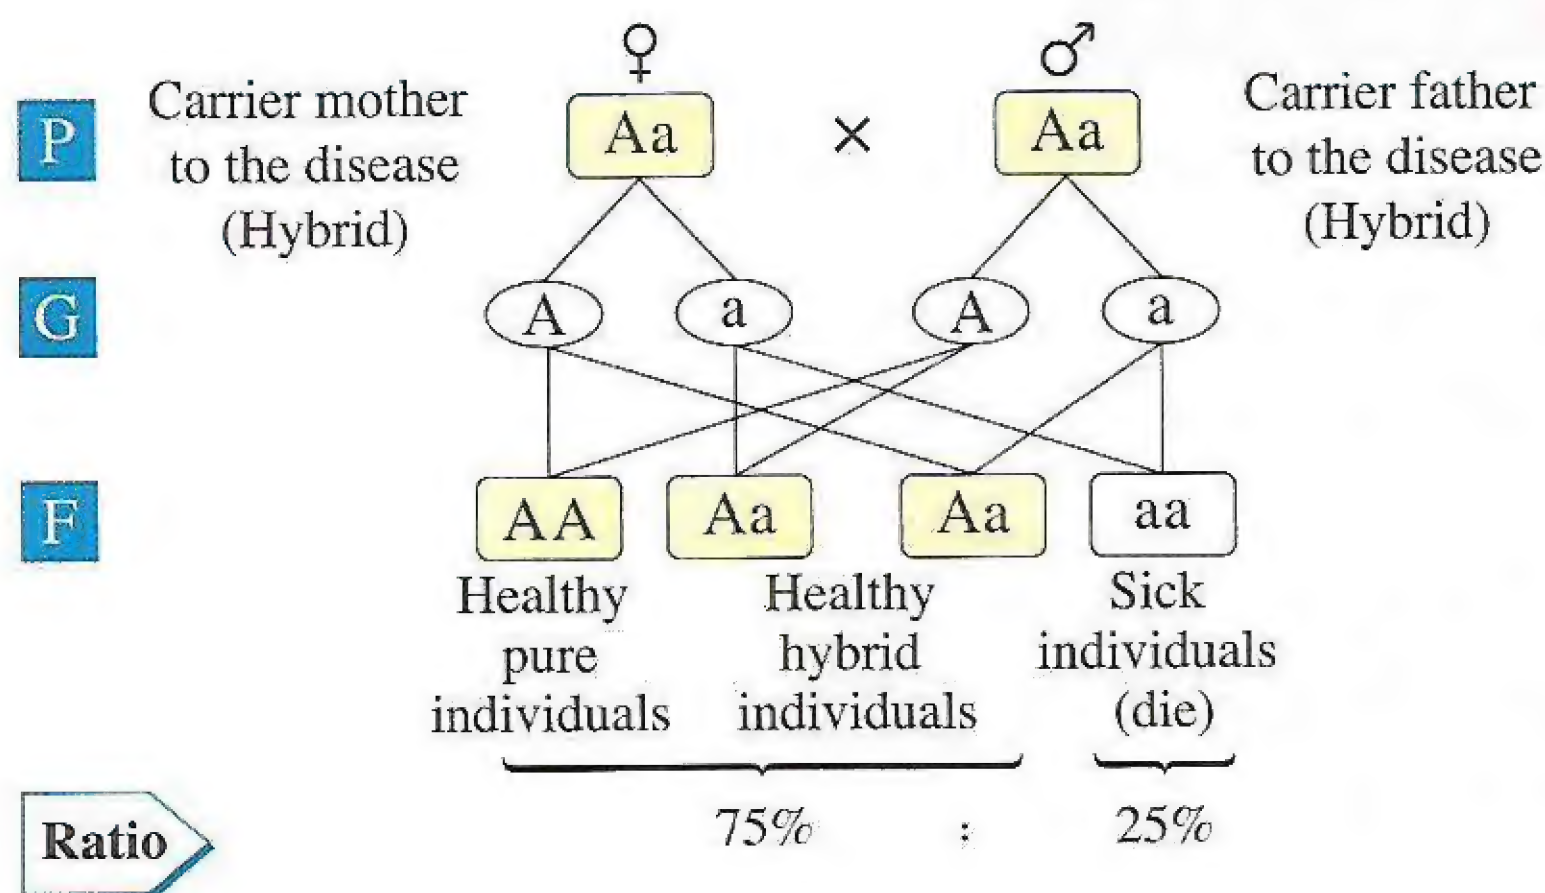 ♀ ♂
P
Carrier mother
to the disease
(Hybrid)
Aa × Aa
Carrier father
to the disease
(Hybrid)
G
A a A a
F
AA Aa Aa aa
Healthy
pure
individuals
Healthy
hybrid
individuals
Sick
individuals
(die)
Ratio
75% : 25%